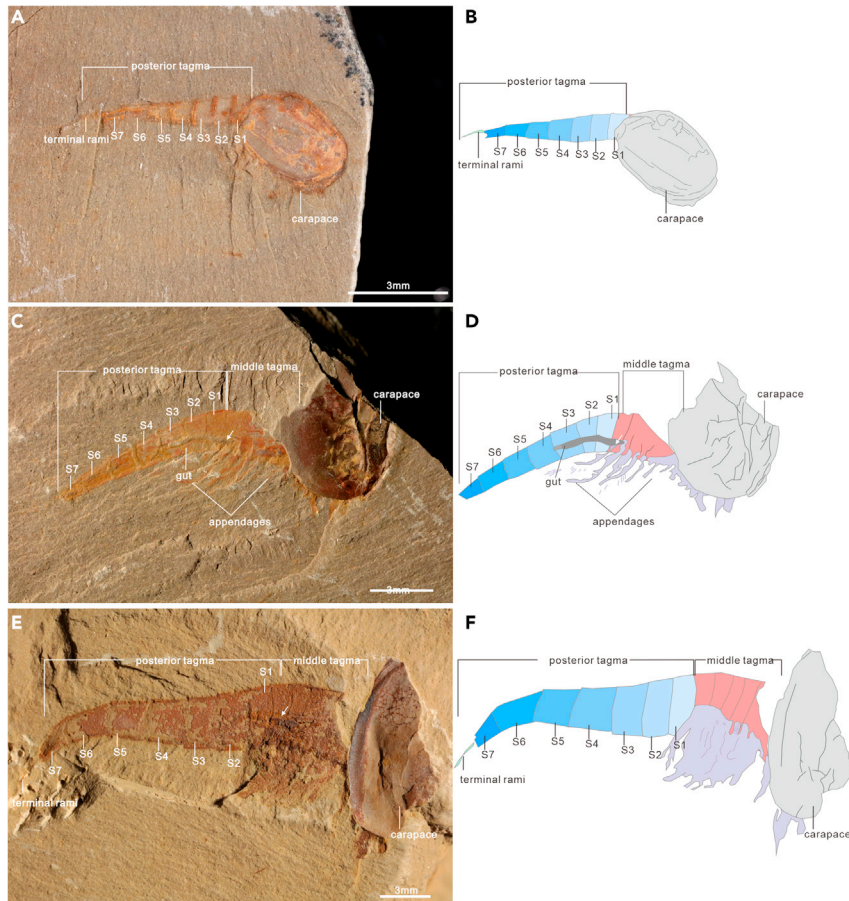 A
posterior tagma
terminal rami
S7
S6
S5
S4
S3
S2
S1
carapace
3mm
B
posterior tagma
terminal rami
S7
S6
S5
S4
S3
S2
S1
carapace
C
posterior tagma
middle tagma
carapace
S1
S2
S3
S4
S5
S6
S7
gut
appendages
3mm
D
middle tagma
posterior tagma
carapace
S1
S2
S3
S4
S5
S6
S7
gut
appendages
E
posterior tagma
middle tagma
S1
S7
S6
S5
S4
S3
S2
terminal rami
carapace
3mm
F
posterior tagma
middle tagma
S7
S6
S5
S4
S3
S2
S1
terminal rami
carapace